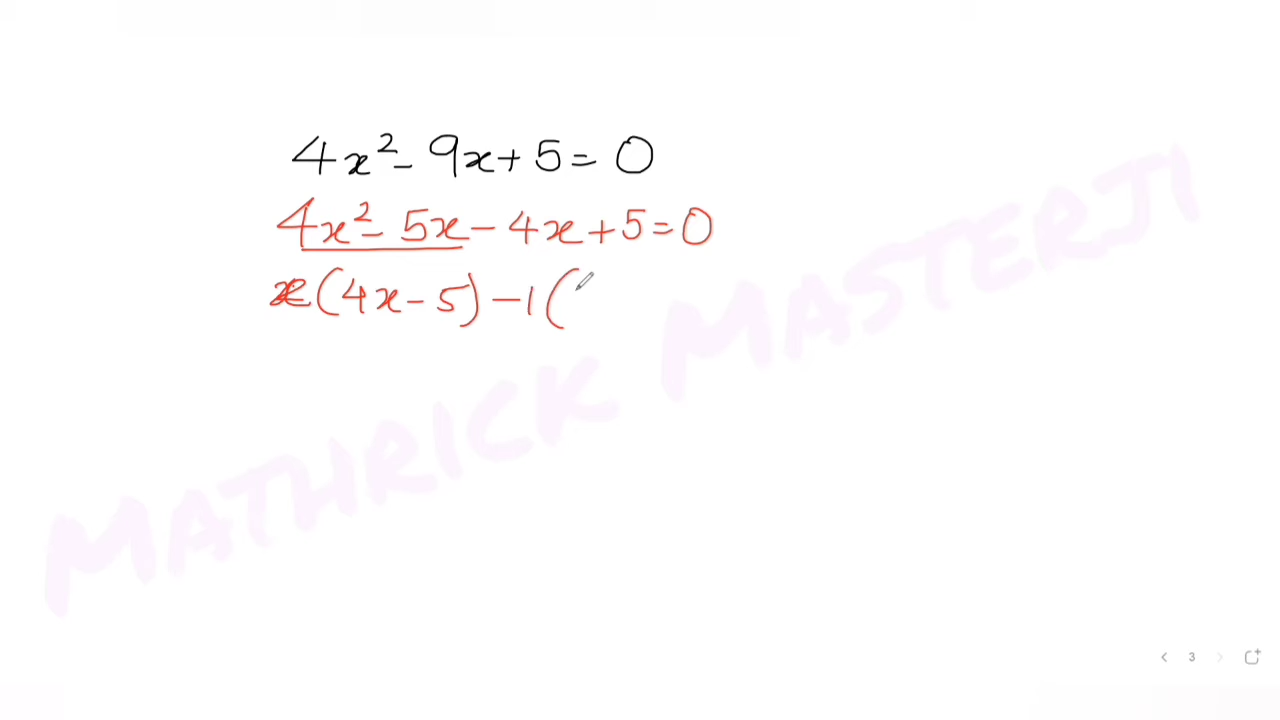 4x² - 9x + 5 = 0
4x² - 5x - 4x + 5 = 0
x(4x - 5) - 1(
MATHRICK MASTERJI
3